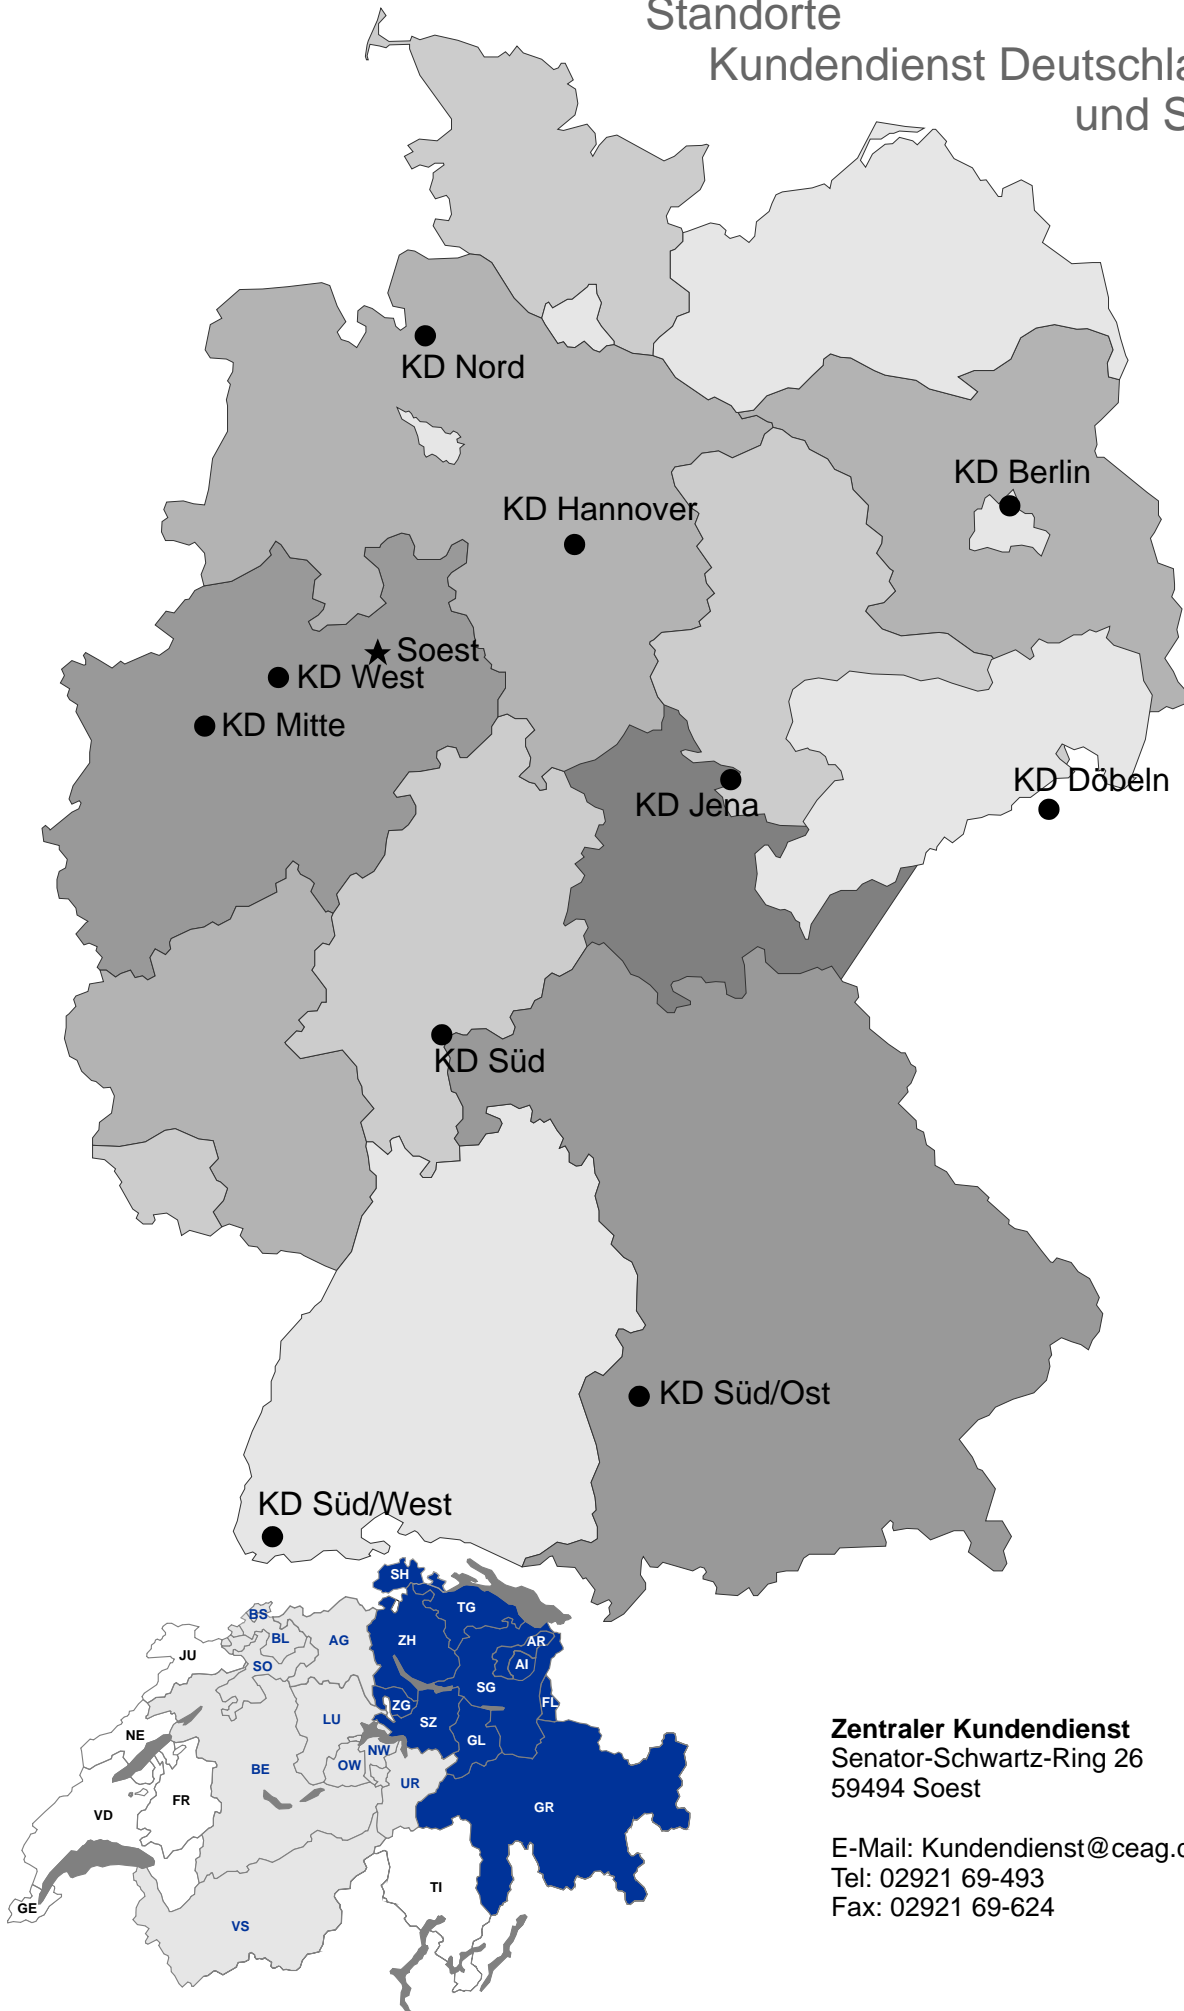 Standorte
Kundendienst Deutschla
und S
KD Nord
KD Berlin
KD Hannover
Soest
KD West
KD Mitte
KD Döbeln
KD Jena
KD Süd
KD Süd/Ost
KD Süd/West
SH
BS
TG
BL
AG
ZH
AR
JU
SO
AI
SG
ZG
FL
LU
SZ
NE
GL
NW
OW
BE
UR
FR
GR
VD
TI
GE
VS
Zentraler Kundendienst
Senator-Schwartz-Ring 26
59494 Soest
E-Mail: Kundendienst@ceag.d
Tel: 02921 69-493
Fax: 02921 69-624